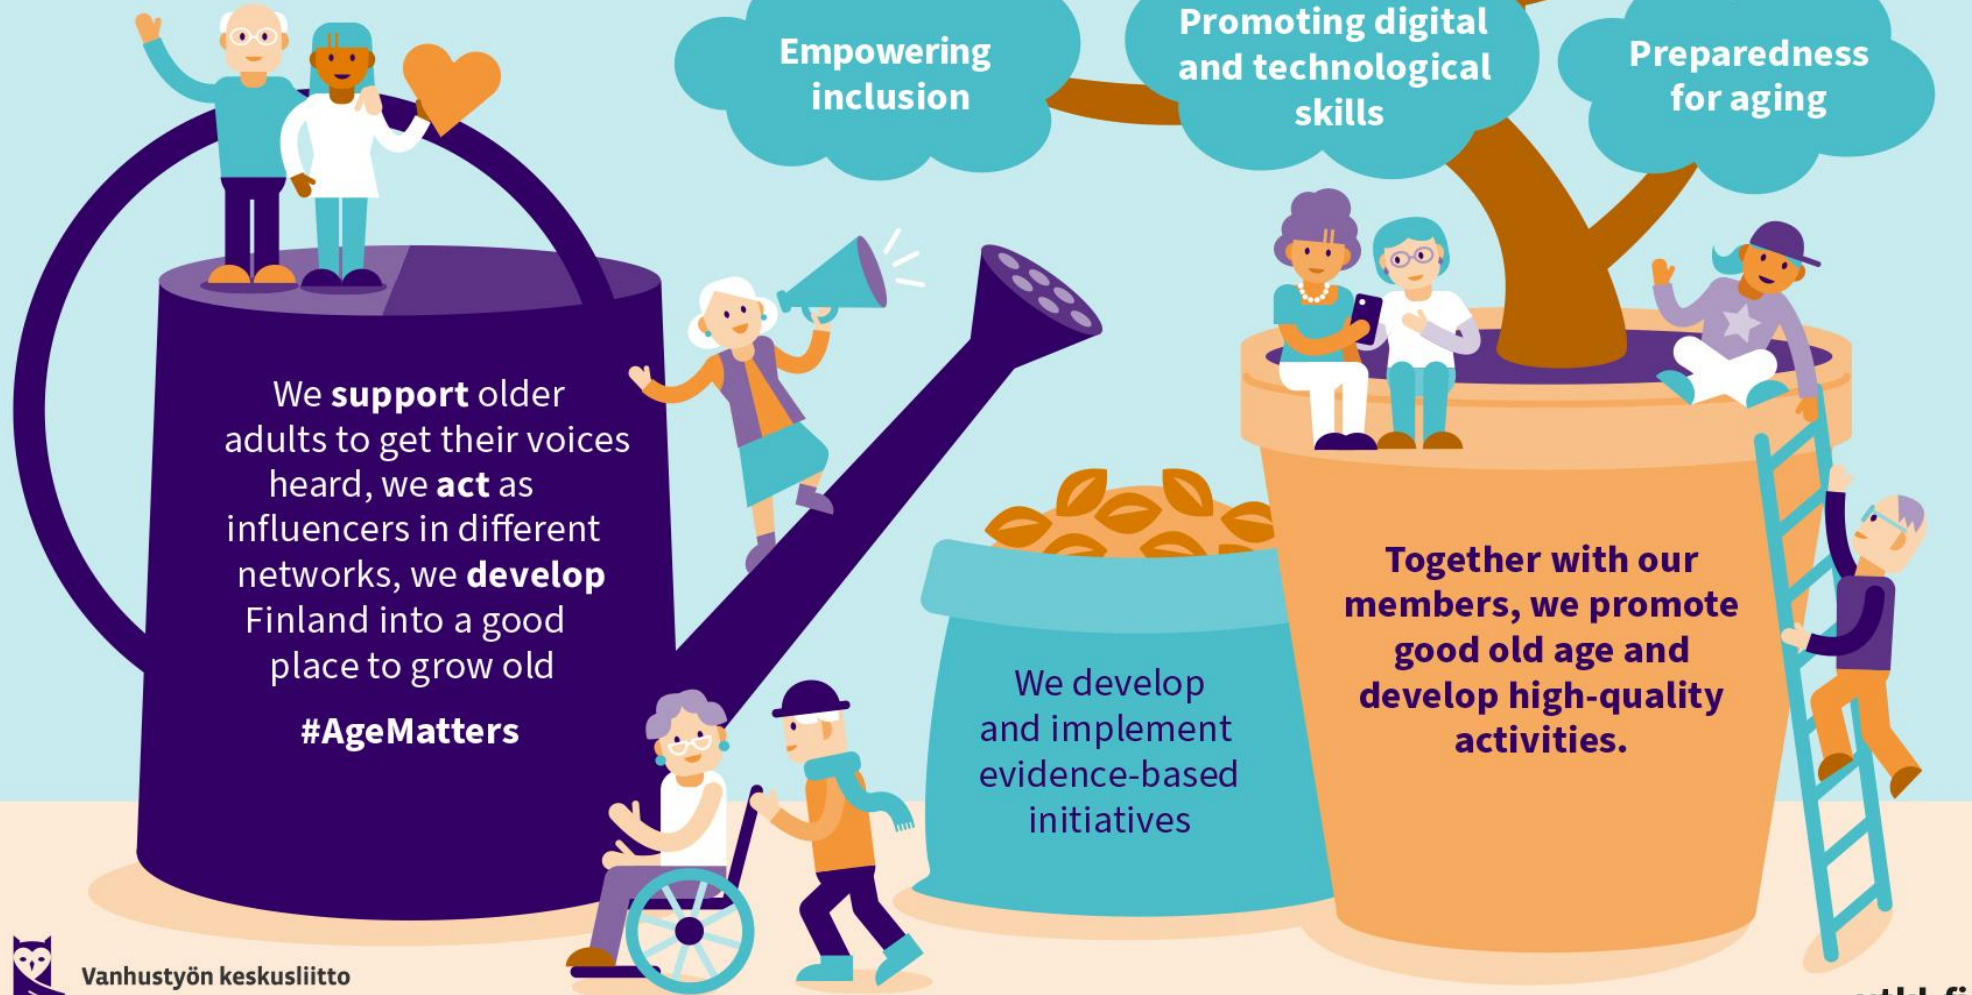 Empowering
inclusion
Promoting digital
and technological
skills
Preparedness
for aging
We support older
adults to get their voices
heard, we act as
influencers in different
networks, we develop
Finland into a good
place to grow old
#AgeMatters
We develop
and implement
evidence-based
initiatives
Together with our
members, we promote
good old age and
develop high-quality
activities.
Vanhustyön keskusliitto